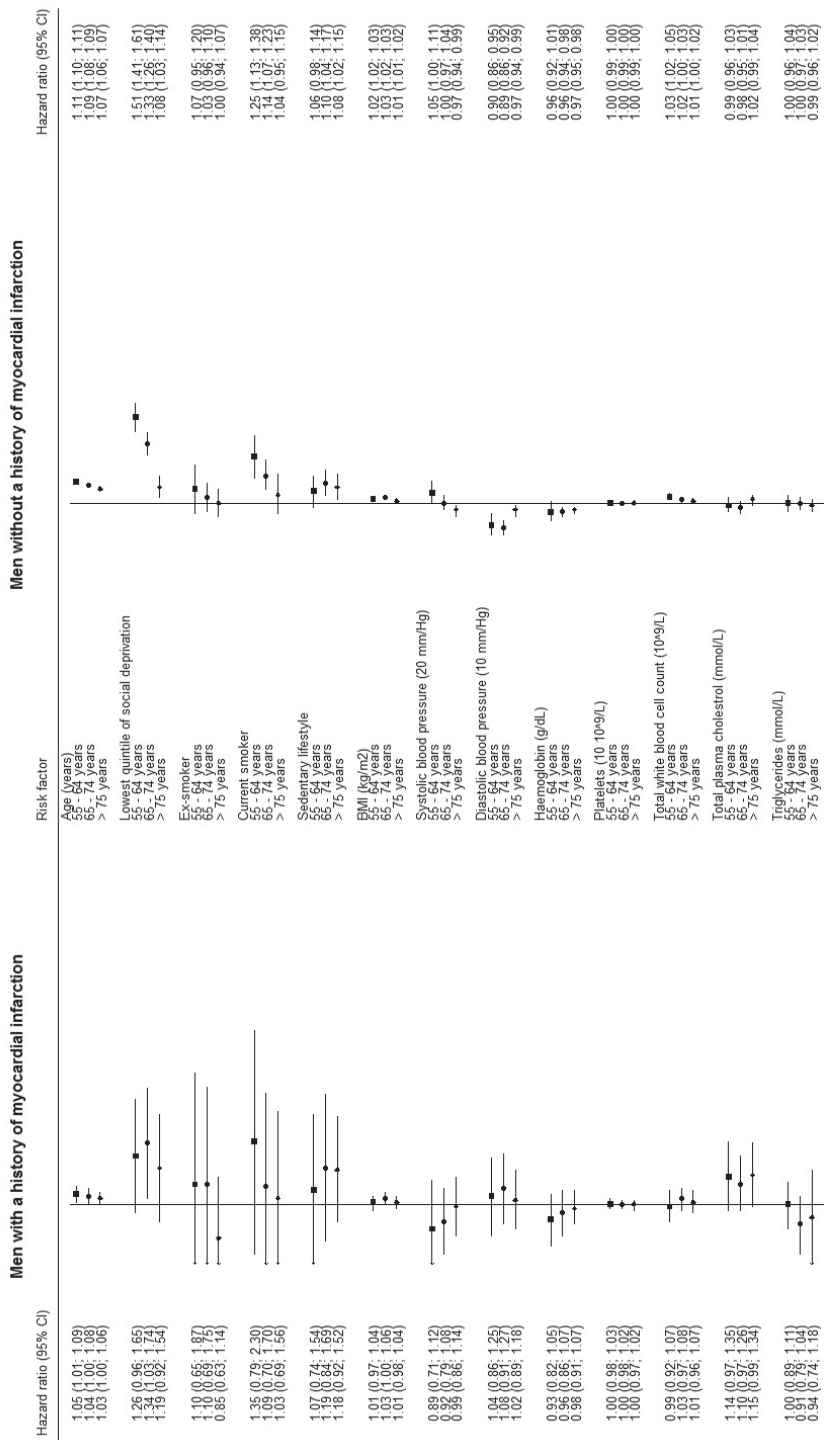 Men with a history of myocardial infarction Men without a history of myocardial infarction
Hazard ratio (95% CI) Risk factor Hazard ratio (95% CI)
Age (years)
1.05 (1.01; 1.09) 55 - 64 years 1.11 (1.10; 1.11)
1.04 (1.00; 1.08) 65 - 74 years 1.09 (1.08; 1.09)
1.03 (1.00; 1.06) > 75 years 1.07 (1.06; 1.07)
Lowest quintile of social deprivation
1.26 (0.96; 1.65) 55 - 64 years 1.51 (1.41; 1.61)
1.34 (1.03; 1.74) 65 - 74 years 1.33 (1.26; 1.40)
1.19 (0.92; 1.54) > 75 years 1.08 (1.03; 1.14)
Ex-smoker
1.10 (0.65; 1.87) 55 - 64 years 1.07 (0.95; 1.20)
1.10 (0.69; 1.75) 65 - 74 years 1.03 (0.96; 1.10)
0.85 (0.63; 1.14) > 75 years 1.00 (0.94; 1.07)
Current smoker
1.35 (0.79; 2.30) 55 - 64 years 1.25 (1.13; 1.38)
1.09 (0.70; 1.70) 65 - 74 years 1.14 (1.07; 1.23)
1.03 (0.69; 1.56) > 75 years 1.04 (0.95; 1.15)
Sedentary lifestyle
1.07 (0.74; 1.54) 55 - 64 years 1.06 (0.98; 1.14)
1.19 (0.84; 1.69) 65 - 74 years 1.10 (1.04; 1.17)
1.18 (0.92; 1.52) > 75 years 1.08 (1.02; 1.15)
BMI (kg/m2)
1.01 (0.97; 1.04) 55 - 64 years 1.02 (1.02; 1.03)
1.03 (1.00; 1.06) 65 - 74 years 1.03 (1.02; 1.03)
1.01 (0.98; 1.04) > 75 years 1.01 (1.01; 1.02)
Systolic blood pressure (20 mm/Hg)
0.89 (0.71; 1.12) 55 - 64 years 1.05 (1.00; 1.11)
0.92 (0.79; 1.08) 65 - 74 years 1.00 (0.97; 1.04)
0.99 (0.86; 1.14) > 75 years 0.97 (0.94; 0.99)
Diastolic blood pressure (10 mm/Hg)
1.04 (0.86; 1.25) 55 - 64 years 0.90 (0.86; 0.95)
1.08 (0.91; 1.27) 65 - 74 years 0.89 (0.86; 0.92)
1.02 (0.89; 1.18) > 75 years 0.97 (0.94; 0.99)
Haemoglobin (g/dL)
0.93 (0.82; 1.05) 55 - 64 years 0.96 (0.92; 1.01)
0.96 (0.86; 1.07) 65 - 74 years 0.96 (0.94; 0.98)
0.98 (0.91; 1.07) > 75 years 0.97 (0.95; 0.98)
Platelets (10 10^9/L)
1.00 (0.98; 1.03) 55 - 64 years 1.00 (0.99; 1.00)
1.00 (0.98; 1.02) 65 - 74 years 1.00 (0.99; 1.00)
1.00 (0.97; 1.02) > 75 years 1.00 (0.99; 1.00)
Total white blood cell count (10^9/L)
0.99 (0.92; 1.07) 55 - 64 years 1.03 (1.02; 1.05)
1.03 (0.97; 1.08) 65 - 74 years 1.02 (1.00; 1.03)
1.01 (0.96; 1.07) > 75 years 1.01 (1.00; 1.02)
Total plasma cholestrol (mmol/L)
1.14 (0.97; 1.35) 55 - 64 years 0.99 (0.96; 1.03)
1.10 (0.97; 1.26) 65 - 74 years 0.98 (0.95; 1.01)
1.15 (0.99; 1.34) > 75 years 1.02 (0.99; 1.04)
Triglycerides (mmol/L)
1.00 (0.89; 1.11) 55 - 64 years 1.00 (0.96; 1.04)
0.91 (0.79; 1.04) 65 - 74 years 1.00 (0.97; 1.03)
0.94 (0.74; 1.18) > 75 years 0.99 (0.96; 1.02)